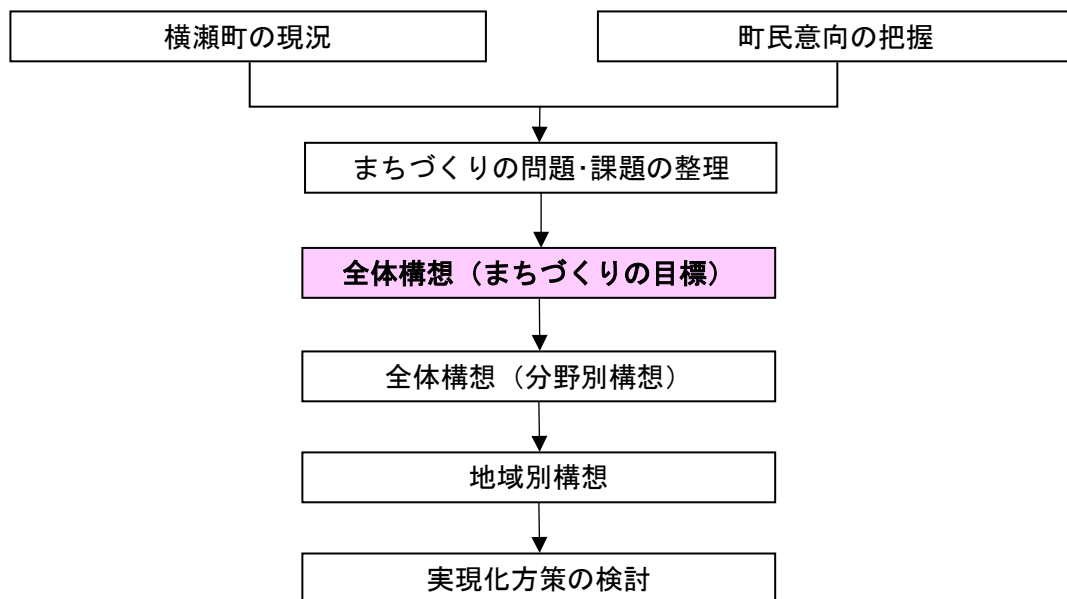 横瀬町の現況
町民意向の把握
まちづくりの問題･課題の整理
全体構想（まちづくりの目標）
全体構想（分野別構想）
地域別構想
実現化方策の検討